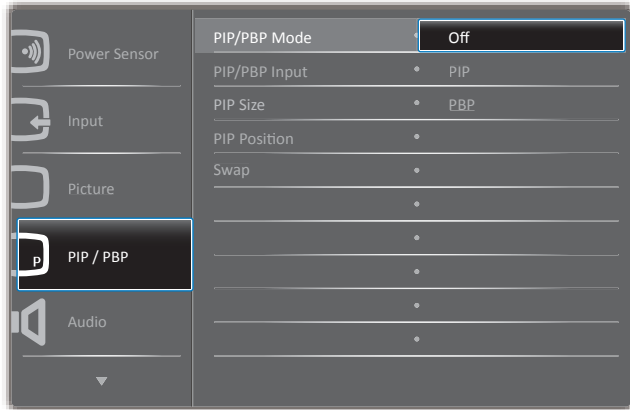 Power Sensor
Input
Picture
P
PIP / PBP
Audio
PIP/PBP Mode
Off
PIP/PBP Input
PIP
PIP Size
PBP
PIP Position
Swap